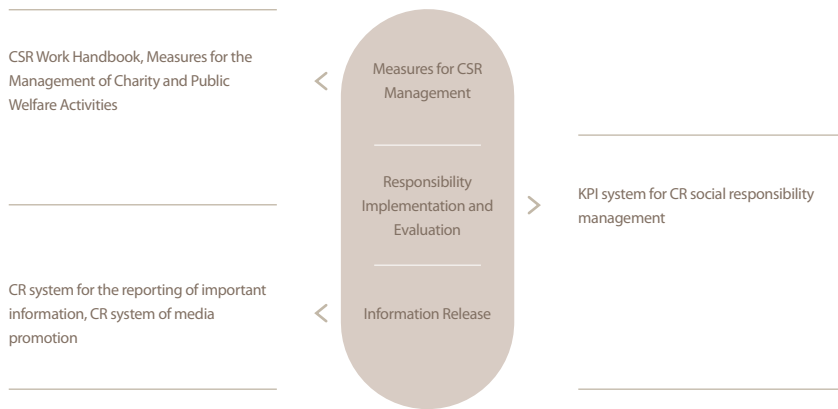 CSR Work Handbook, Measures for the
Management of Charity and Public
Welfare Activities
Measures for CSR
Management
Responsibility
Implementation and
Evaluation
KPI system for CR social responsibility
management
CR system for the reporting of important
information, CR system of media
promotion
Information Release